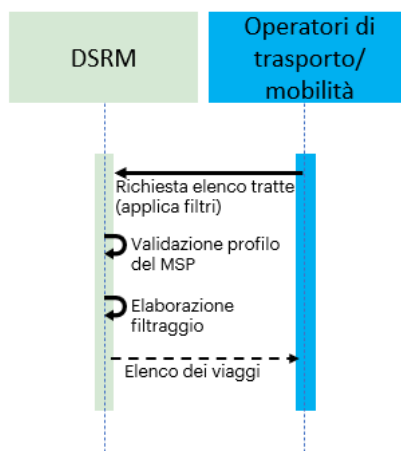 DSRM
Operatori di
trasporto/
mobilità
Richiesta elenco tratte
(applica filtri)
Validazione profilo
del MSP
Elaborazione
filtraggio
Elenco dei viaggi